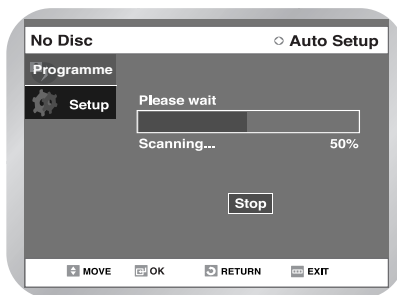 No Disc Auto Setup
Programme
Setup
Please wait
Scanning... 50%
Stop
MOVE OK RETURN EXIT